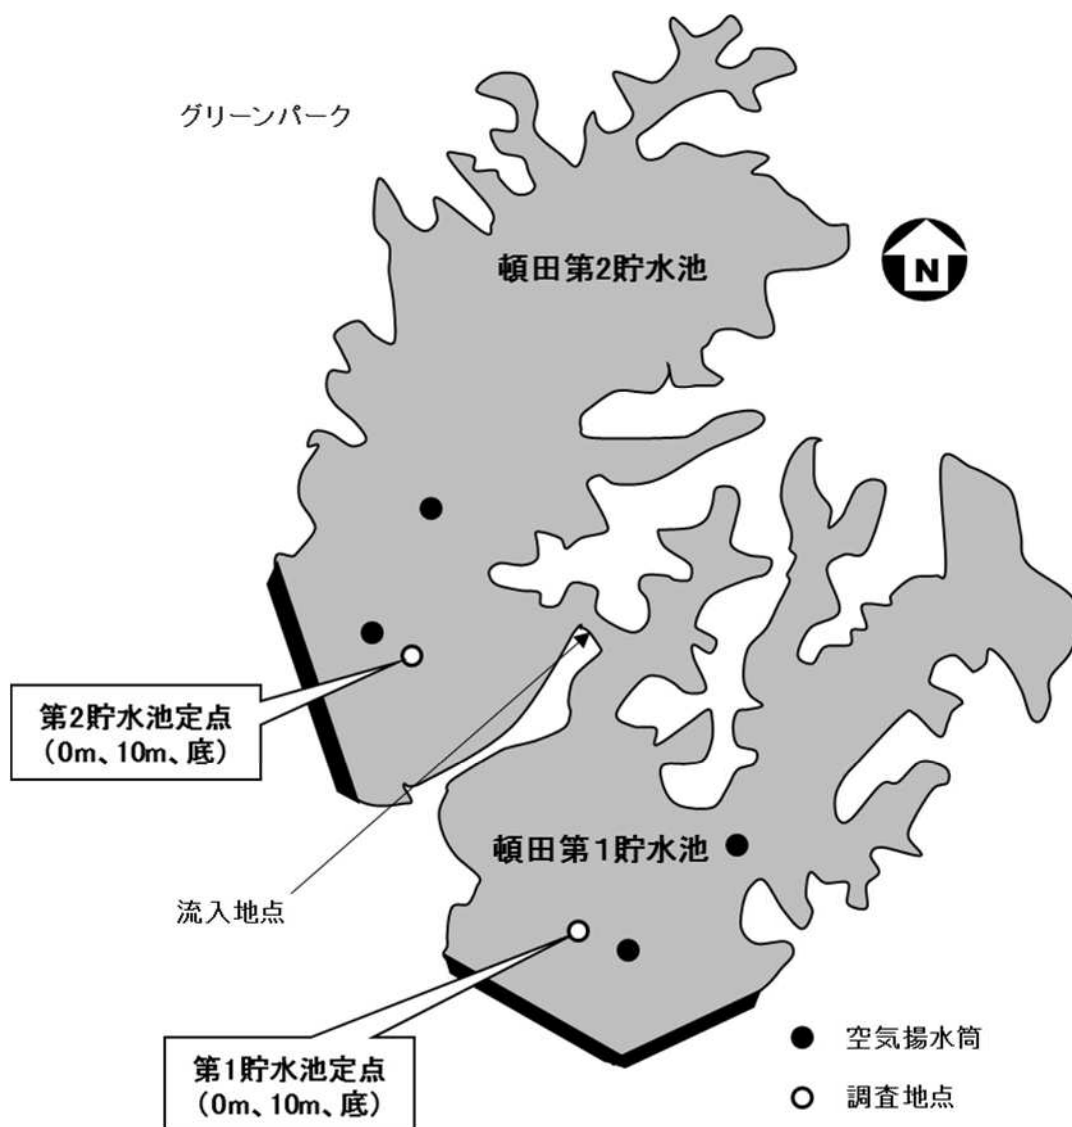 グリーンパーク
頓田第2貯水池
N
第2貯水池定点
(0m、10m、底)
頓田第1貯水池
流入地点
第1貯水池定点
(0m、10m、底)
空気揚水筒
調査地点